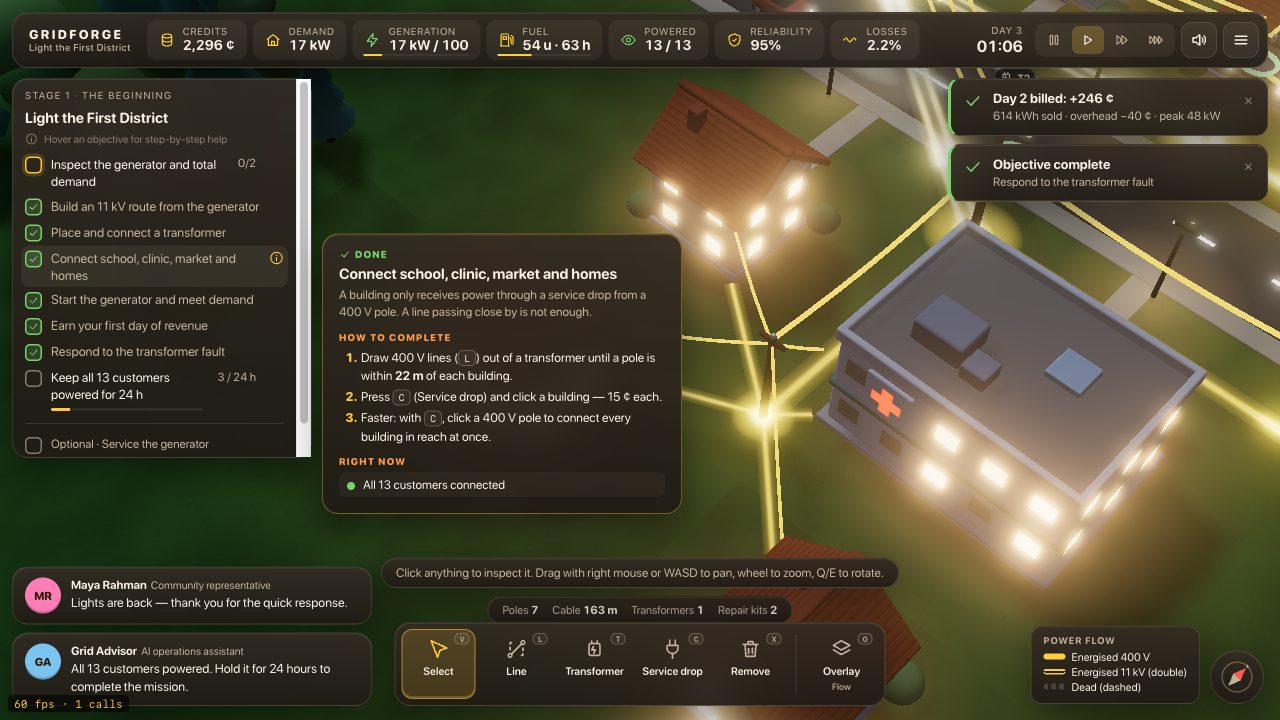 GRIDFORGE
Light the First District
CREDITS
2,296 ¢
DEMAND
17 kW
GENERATION
17 kW / 100
FUEL
54 u · 63 h
POWERED
13 / 13
RELIABILITY
95%
LOSSES
2.2%
DAY 3
01:06
STAGE 1 · THE BEGINNING
Light the First District
Hover an objective for step-by-step help
Inspect the generator and total
demand
0/2
Build an 11 kV route from the generator
Place and connect a transformer
Connect school, clinic, market and
homes
Start the generator and meet demand
Earn your first day of revenue
Respond to the transformer fault
Keep all 13 customers
powered for 24 h
3 / 24 h
Optional · Service the generator
Day 2 billed: +246 ¢
614 kWh sold · overhead −40 ¢ · peak 48 kW
Objective complete
Respond to the transformer fault
DONE
Connect school, clinic, market and homes
A building only receives power through a service drop from a
400 V pole. A line passing close by is not enough.
HOW TO COMPLETE
1. Draw 400 V lines ( L ) out of a transformer until a pole is
within 22 m of each building.
2. Press C (Service drop) and click a building — 15 ¢ each.
3. Faster: with C , click a 400 V pole to connect every
building in reach at once.
RIGHT NOW
All 13 customers connected
MR
Maya Rahman Community representative
Lights are back — thank you for the quick response.
GA
Grid Advisor AI operations assistant
All 13 customers powered. Hold it for 24 hours to
complete the mission.
60 fps · 1 calls
Click anything to inspect it. Drag with right mouse or WASD to pan, wheel to zoom, Q/E to rotate.
Poles 7 Cable 163 m Transformers 1 Repair kits 2
V
Select
L
Line
T
Transformer
C
Service drop
X
Remove
O
Overlay
Flow
POWER FLOW
Energised 400 V
Energised 11 kV (double)
Dead (dashed)